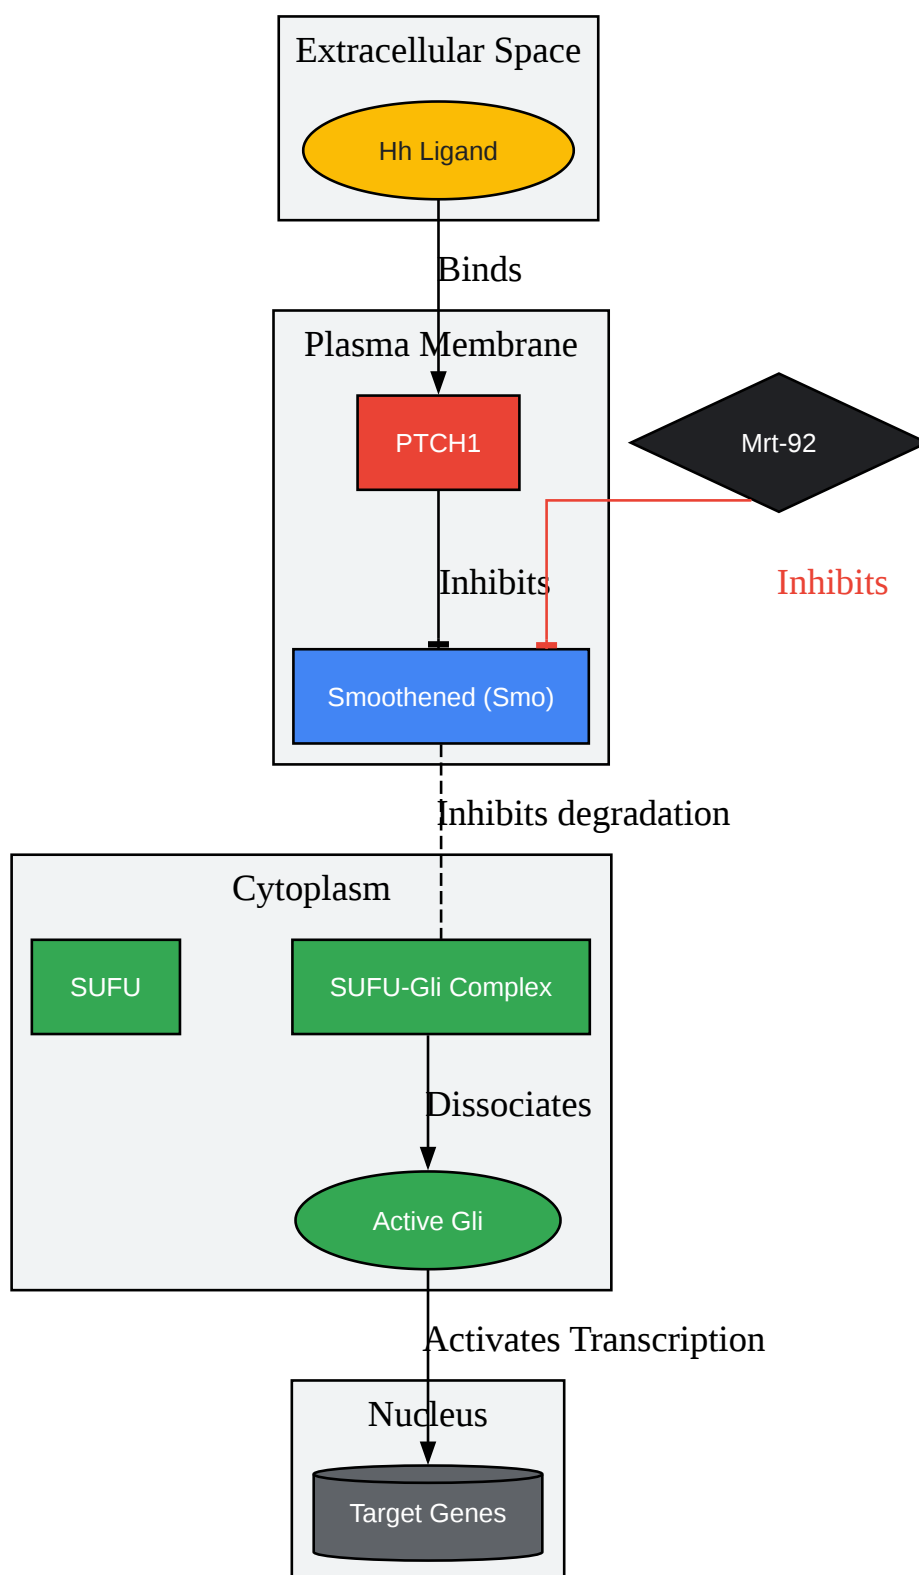 Extracellular Space
Hh Ligand
Binds
Plasma Membrane
PTCH1
Mrt-92
Inhibits
Inhibits
Smoothened (Smo)
Inhibits degradation
Cytoplasm
SUFU
SUFU-Gli Complex
Dissociates
Active Gli
Activates Transcription
Nucleus
Target Genes